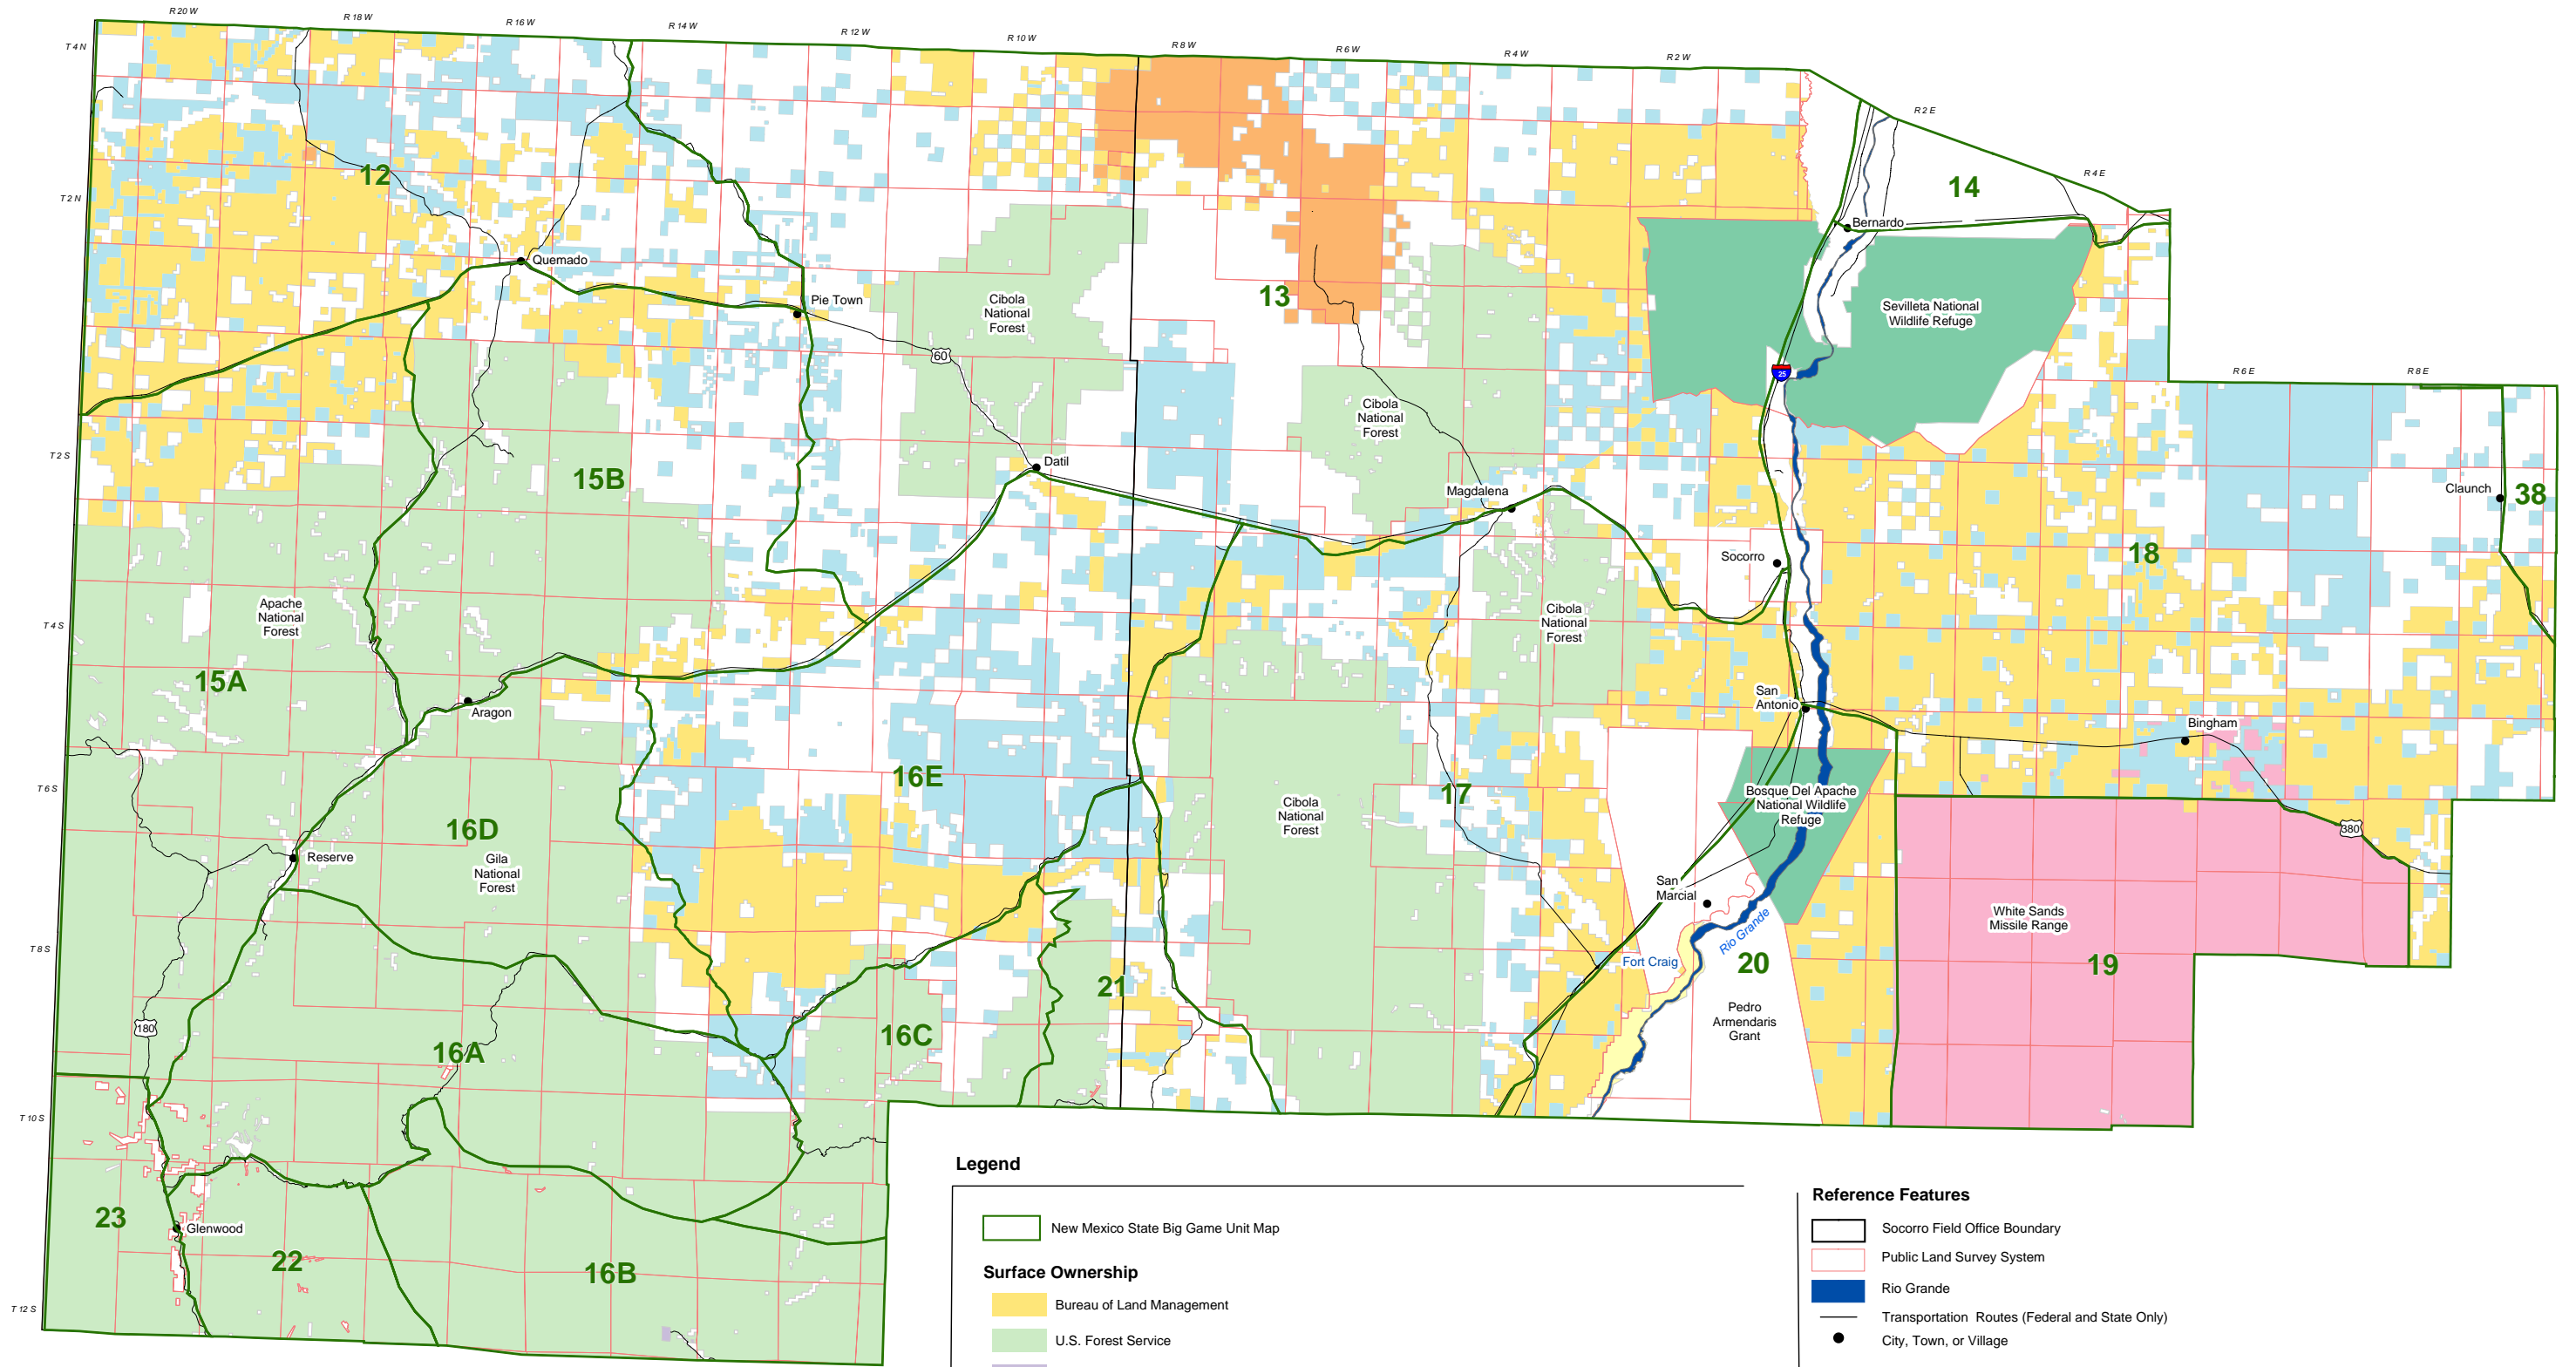 R 20 W
R 18 W
R 16 W
R 14 W
R 12 W
R 10 W
R 8 W
R 6 W
R 4 W
R 2 W
R 2 E
R 4 E
R 6 E
R 8 E
T 4 N
T 2 N
T 2 S
T 4 S
T 6 S
T 8 S
T 10 S
T 12 S
12
13
14
15A
15B
16A
16B
16C
16D
16E
17
18
19
20
21
22
23
38
Quemado
Pie Town
60
Cibola
National
Forest
Datil
Cibola
National
Forest
Magdalena
Bernardo
Sevilleta National
Wildlife Refuge
25
Claunch
Socorro
Cibola
National
Forest
Apache
National
Forest
Aragon
San
Antonio
Bingham
Bosque Del Apache
National Wildlife
Refuge
380
Cibola
National
Forest
Reserve
Gila
National
Forest
San
Marcial
Rio Grande
Fort Craig
White Sands
Missile Range
Pedro
Armendaris
Grant
180
Glenwood
Legend
New Mexico State Big Game Unit Map
Surface Ownership
Bureau of Land Management
U.S. Forest Service
Reference Features
Socorro Field Office Boundary
Public Land Survey System
Rio Grande
Transportation Routes (Federal and State Only)
City, Town, or Village